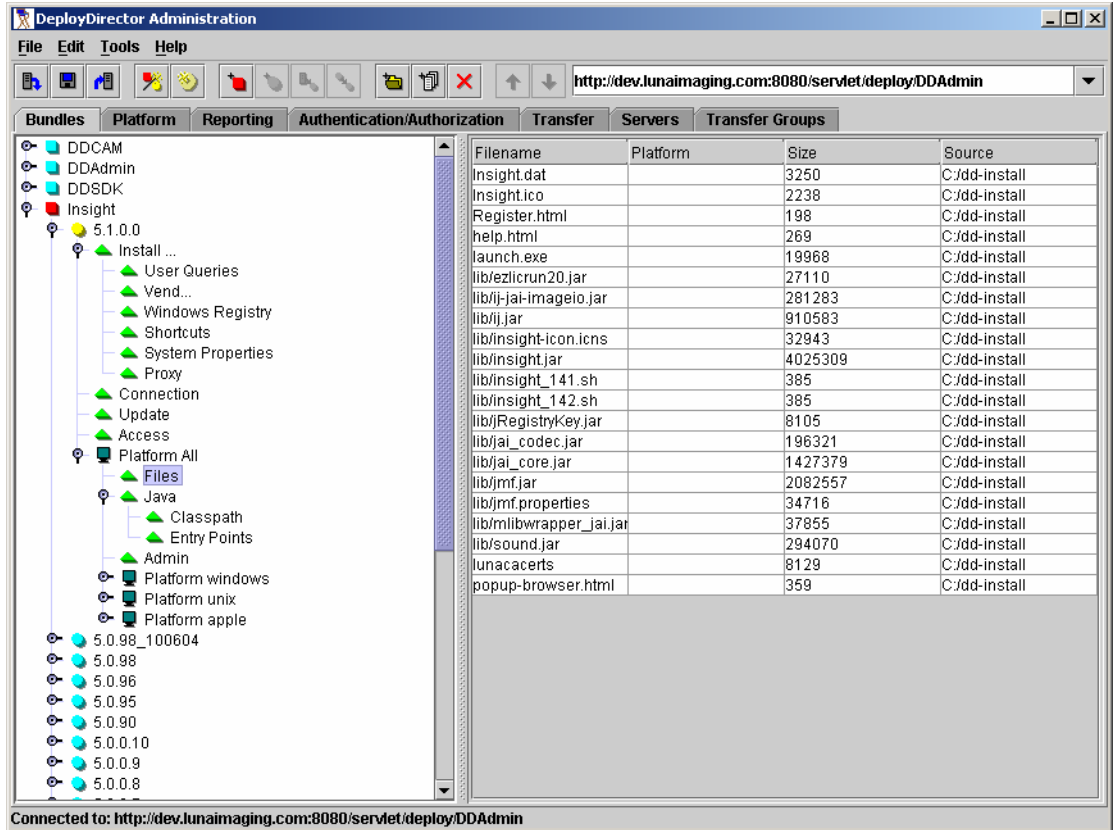 DeployDirector Administration
File Edit Tools Help
http://dev.lunaimaging.com:8080/servlet/deploy/DDAdmin
Bundles Platform Reporting Authentication/Authorization Transfer Servers Transfer Groups
DDCAM
DDAdmin
DDSDK
Insight
5.1.0.0
Install ...
User Queries
Vend...
Windows Registry
Shortcuts
System Properties
Proxy
Connection
Update
Access
Platform All
Files
Java
Classpath
Entry Points
Admin
Platform windows
Platform unix
Platform apple
5.0.98_100604
5.0.98
5.0.96
5.0.95
5.0.90
5.0.0.10
5.0.0.9
5.0.0.8
Filename Platform Size Source
Insight.dat 3250 C:/dd-install
Insight.ico 2238 C:/dd-install
Register.html 198 C:/dd-install
help.html 269 C:/dd-install
launch.exe 19968 C:/dd-install
lib/ezlicrun20.jar 27110 C:/dd-install
lib/ij-jai-imageio.jar 281283 C:/dd-install
lib/ij.jar 910583 C:/dd-install
lib/insight-icon.icns 32943 C:/dd-install
lib/insight.jar 4025309 C:/dd-install
lib/insight_141.sh 385 C:/dd-install
lib/insight_142.sh 385 C:/dd-install
lib/jRegistryKey.jar 8105 C:/dd-install
lib/jai_codec.jar 196321 C:/dd-install
lib/jai_core.jar 1427379 C:/dd-install
lib/jmf.jar 2082557 C:/dd-install
lib/jmf.properties 34716 C:/dd-install
lib/mlibwrapper_jai.jar 37855 C:/dd-install
lib/sound.jar 294070 C:/dd-install
lunacacerts 8129 C:/dd-install
popup-browser.html 359 C:/dd-install
Connected to: http://dev.lunaimaging.com:8080/servlet/deploy/DDAdmin